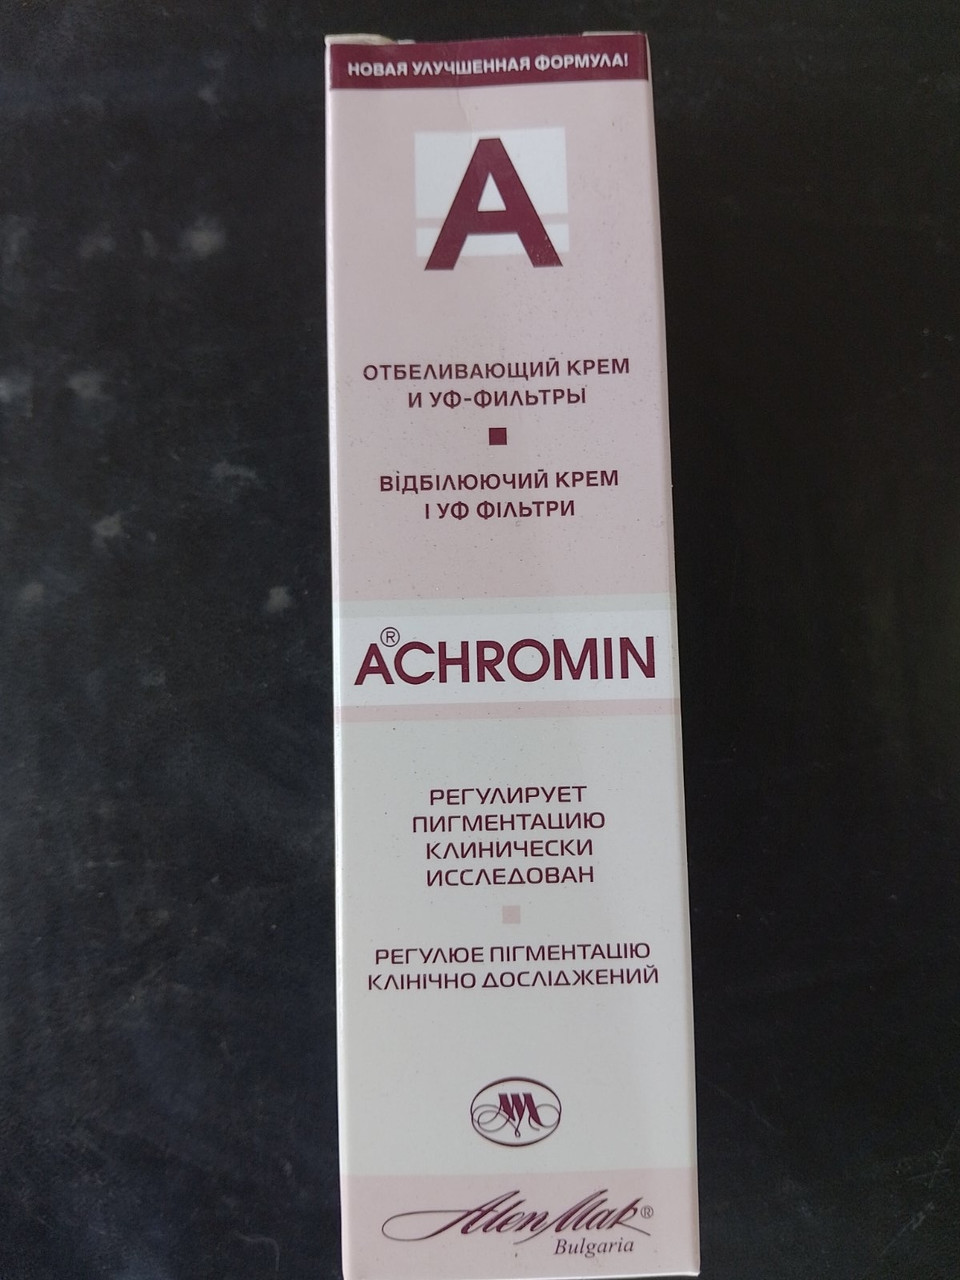 НОВАЯ УЛУЧШЕННАЯ ФОРМУЛА!
A
ОТБЕЛИВАЮЩИЙ КРЕМ
И УФ-ФИЛЬТРЫ
ВІДБІЛЮЮЧИЙ КРЕМ
І УФ ФІЛЬТРИ
ACHROMIN®
РЕГУЛИРУЕТ
ПИГМЕНТАЦИЮ
КЛИНИЧЕСКИ
ИССЛЕДОВАН
РЕГУЛЮЕ ПІГМЕНТАЦІЮ
КЛІНІЧНО ДОСЛІДЖЕНИЙ
AlenMak®
Bulgaria